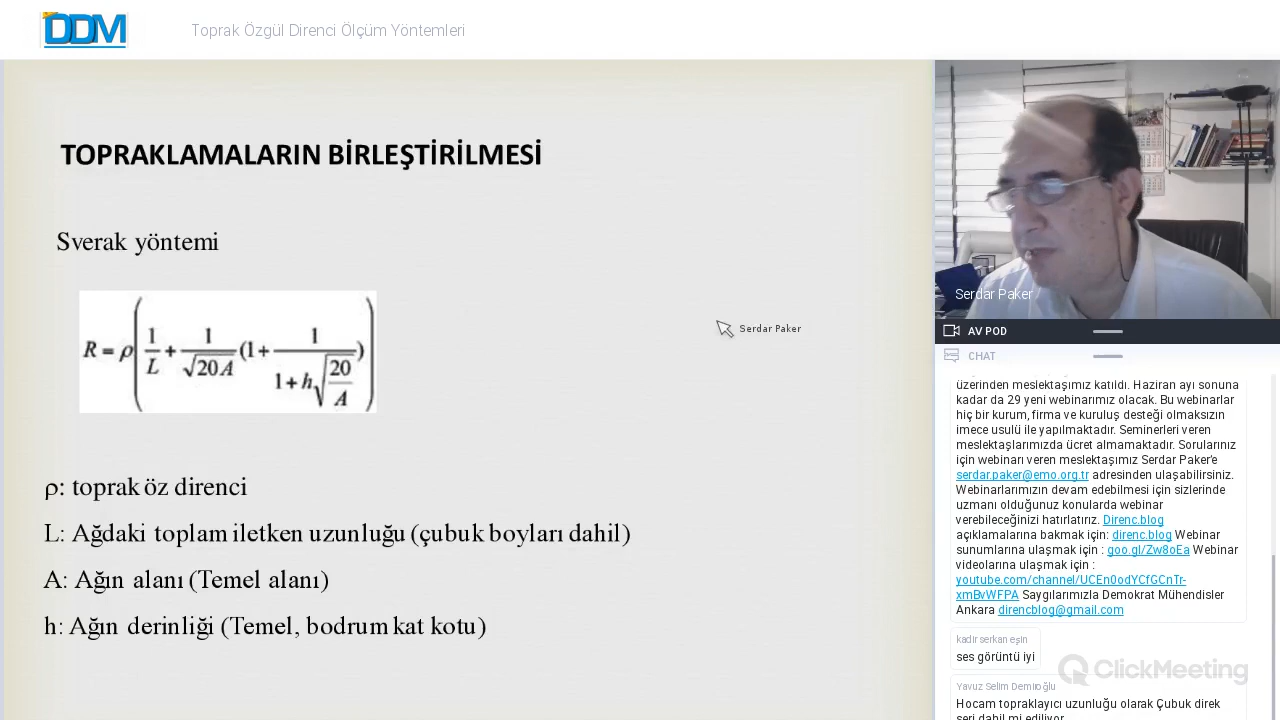 DDM
Toprak Özgül Direnci Ölçüm Yöntemleri
TOPRAKLAMALARIN BİRLEŞTİRİLMESİ
Sverak yöntemi
R = ρ(1/L + 1/√20A (1 + 1/(1 + h√20/A)))
Serdar Paker
ρ: toprak öz direnci
L: Ağdaki toplam iletken uzunluğu (çubuk boyları dahil)
A: Ağın alanı (Temel alanı)
h: Ağın derinliği (Temel, bodrum kat kotu)
Serdar Paker
AV POD
CHAT
üzerinden meslektaşımız katıldı. Haziran ayı sonuna
kadar da 29 yeni webinarımız olacak. Bu webinarlar
hiç bir kurum, firma ve kuruluş desteği olmaksızın
imece usulü ile yapılmaktadır. Seminerleri veren
meslektaşlarımızda ücret almamaktadır. Sorularınız
için webinarı veren meslektaşımız Serdar Paker'e
serdar.paker@emo.org.tr adresinden ulaşabilirsiniz.
Webinarlarımızın devam edebilmesi için sizlerinde
uzmanı olduğunuz konularda webinar
verebileceğinizi hatırlatırız. Direnc.blog
açıklamalarına bakmak için: direnc.blog Webinar
sunumlarına ulaşmak için : goo.gl/Zw8oEa Webinar
videolarına ulaşmak için :
youtube.com/channel/UCEn0odYCfGCnTr-
xmBvWFPA Saygılarımızla Demokrat Mühendisler
Ankara direncblog@gmail.com
kadir serkan eşin
ses görüntü iyi
ClickMeeting
Yavuz Selim Demiroğlu
Hocam topraklayıcı uzunluğu olarak Çubuk direk
şeri dahil mi ediliyor